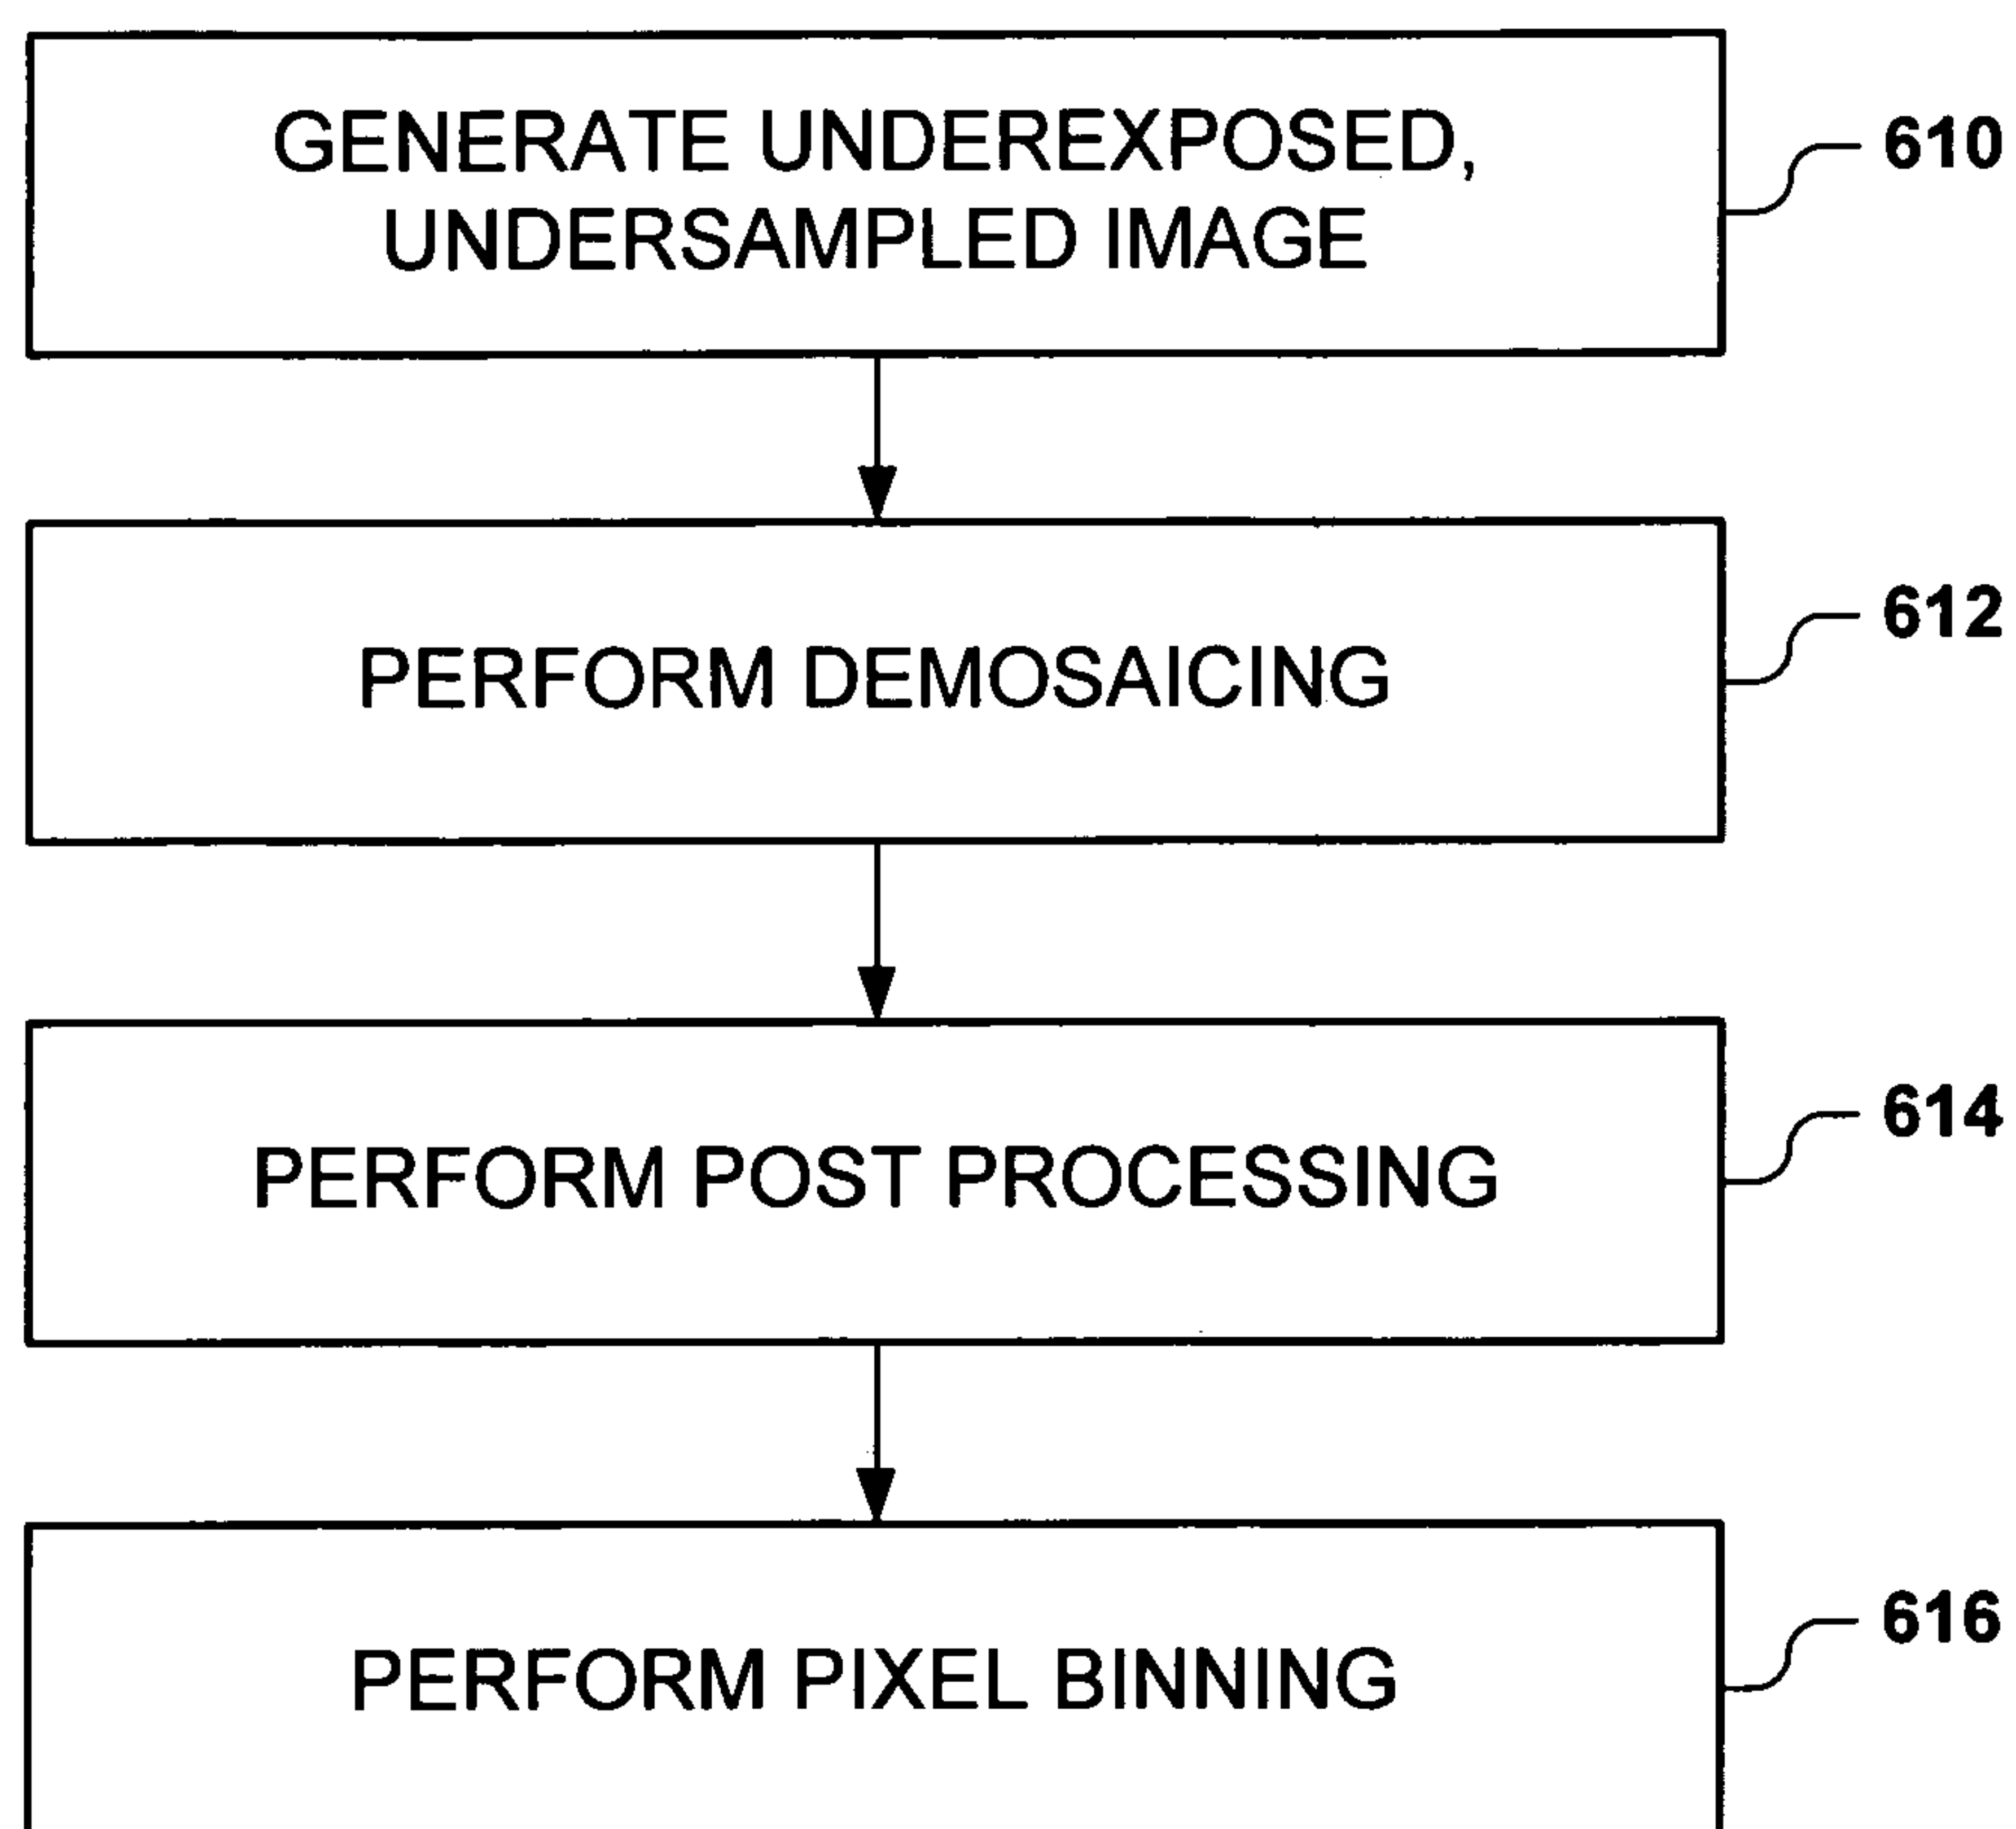 GENERATE UNDEREXPOSED,
UNDERSAMPLED IMAGE
610
PERFORM DEMOSAICING
612
PERFORM POST PROCESSING
614
PERFORM PIXEL BINNING
616